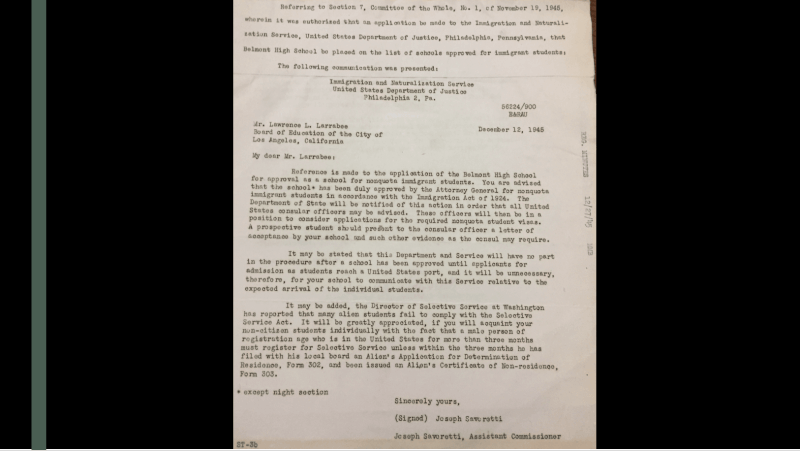 Referring to Section 7, Committee of the Whole, No. 1, of November 19, 1945,
wherein it was authorized that an application be made to the Immigration and Naturali-
zation Service, United States Department of Justice, Philadelphia, Pennsylvania, that
Belmont High School be placed on the list of schools approved for immigrant students;
The following communication was presented:
Immigration and Naturalization Service
United States Department of Justice
Philadelphia 2, Pa.
56224/900
Mr. Lawrence L. Larrabee
Board of Education of the City of
Los Angeles, California
December 12, 1945
My dear Mr. Larrabee:
Reference is made to the application of the Belmont High School
for approval as a school for nonquota immigrant students. You are advised
that the school* has been duly approved by the Attorney General for nonquota
immigrant students in accordance with the Immigration Act of 1924. The
Department of State will be notified of this action in order that all United
States consular officers may be advised. These officers will then be in a
position to consider applications for the required nonquota student visas.
A prospective student should present to the consular officer a letter of
acceptance by your school and such other evidence as the consul may require.
It may be stated that this Department and Service will have no part
in the procedure after a school has been approved until applicants for
admission as students reach a United States port, and it will be unnecessary,
therefore, for your school to communicate with this Service relative to the
expected arrival of the individual students.
It may be added, the Director of Selective Service at Washington
has reported that many alien students fail to comply with the Selective
Service Act. It will be greatly appreciated, if you will acquaint your
non-citizen students individually with the fact that a male person of
registration age who is in the United States for more than three months
must register for Selective Service unless within the three months he has
filed with his local board an Alien's Application for Determination of
Residence, Form 302, and been issued an Alien's Certificate of Non-residence,
Form 303.
* except night section
Sincerely yours,
(Signed) Joseph Savoretti
Joseph Savoretti, Assistant Commissioner